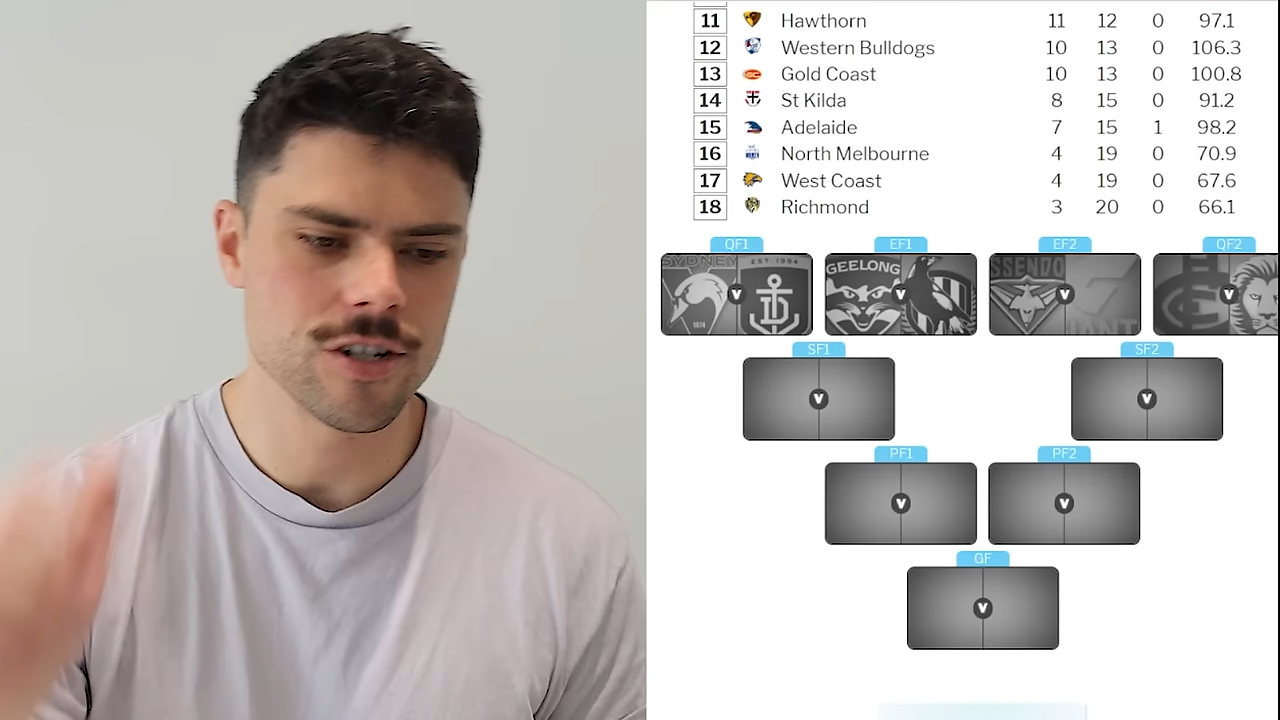 11 Hawthorn 11 12 0 97.1
12 Western Bulldogs 10 13 0 106.3
13 Gold Coast 10 13 0 100.8
14 St Kilda 8 15 0 91.2
15 Adelaide 7 15 1 98.2
16 North Melbourne 4 19 0 70.9
17 West Coast 4 19 0 67.6
18 Richmond 3 20 0 66.1
QF1 EF1 EF2 QF2
SYDNEY EST 1994 GEELONG SSENDO
V V V V
1874 IANT
SF1 SF2
V V
PF1 PF2
V V
GF
V